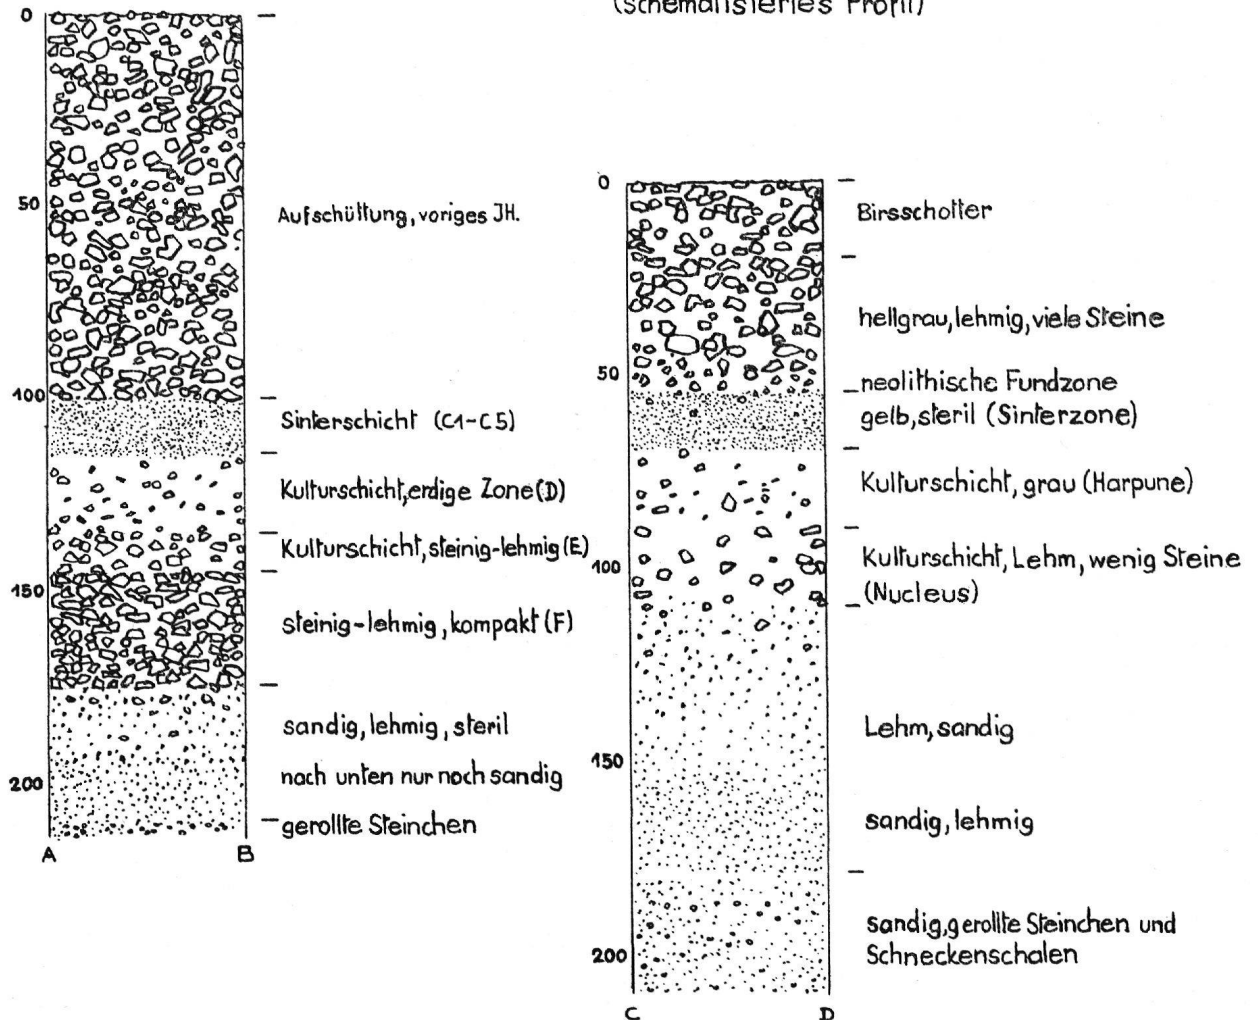 (schematisiertes Profil)
0
50
100
150
200
Aufschüttung, voriges JH.
Sinterschicht (C1-C5)
Kulturschicht, erdige Zone (D)
Kulturschicht, steinig-lehmig (E)
steinig-lehmig, kompakt (F)
sandig, lehmig, steril
nach unten nur noch sandig
gerollte Steinchen
A B
0
50
100
150
200
Birsschotter
hellgrau, lehmig, viele Steine
neolithische Fundzone
gelb, steril (Sinterzone)
Kulturschicht, grau (Harpune)
Kulturschicht, Lehm, wenig Steine
(Nucleus)
Lehm, sandig
sandig, lehmig
sandig, gerollte Steinchen und
Schneckenschalen
C D